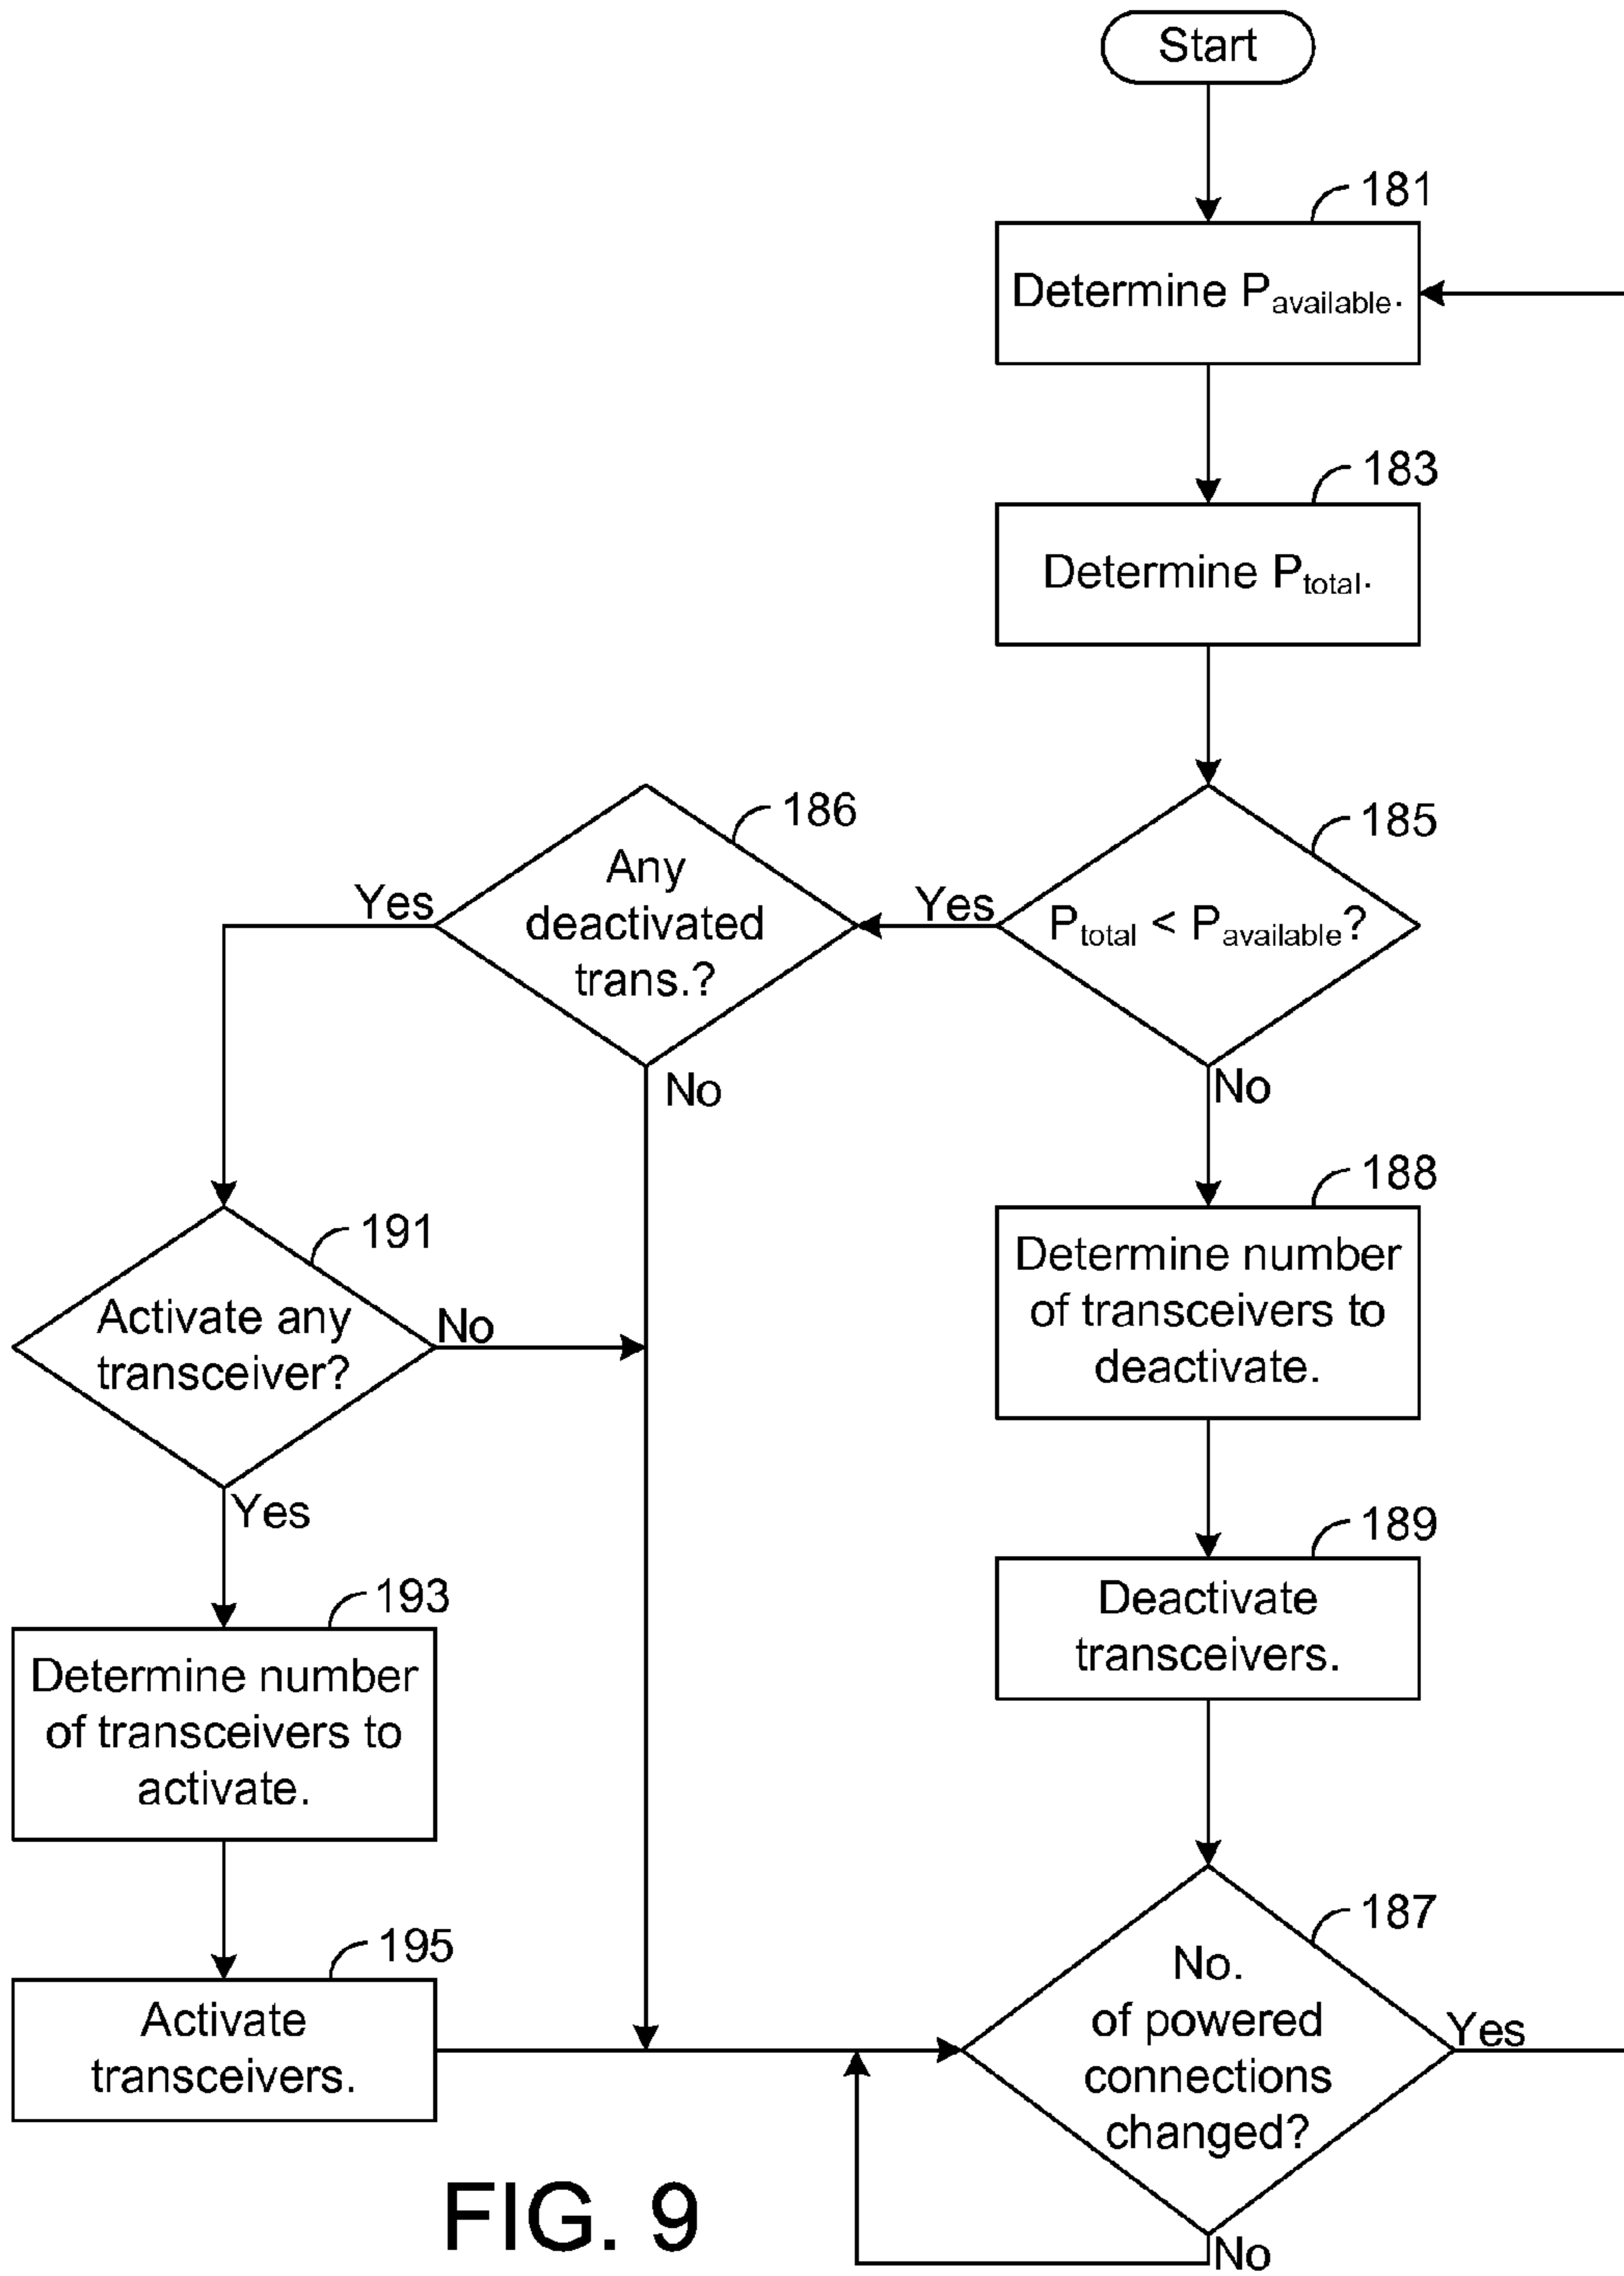 Start
181
Determine Pavailable.
183
Determine Ptotal.
186
185
Any
deactivated
trans.?
Yes
Yes
Ptotal < Pavailable?
No
No
191
188
Activate any
transceiver?
No
Determine number
of transceivers to
deactivate.
Yes
189
Deactivate
transceivers.
193
Determine number
of transceivers to
activate.
187
195
Activate
transceivers.
No.
of powered
connections
changed?
Yes
No
FIG. 9